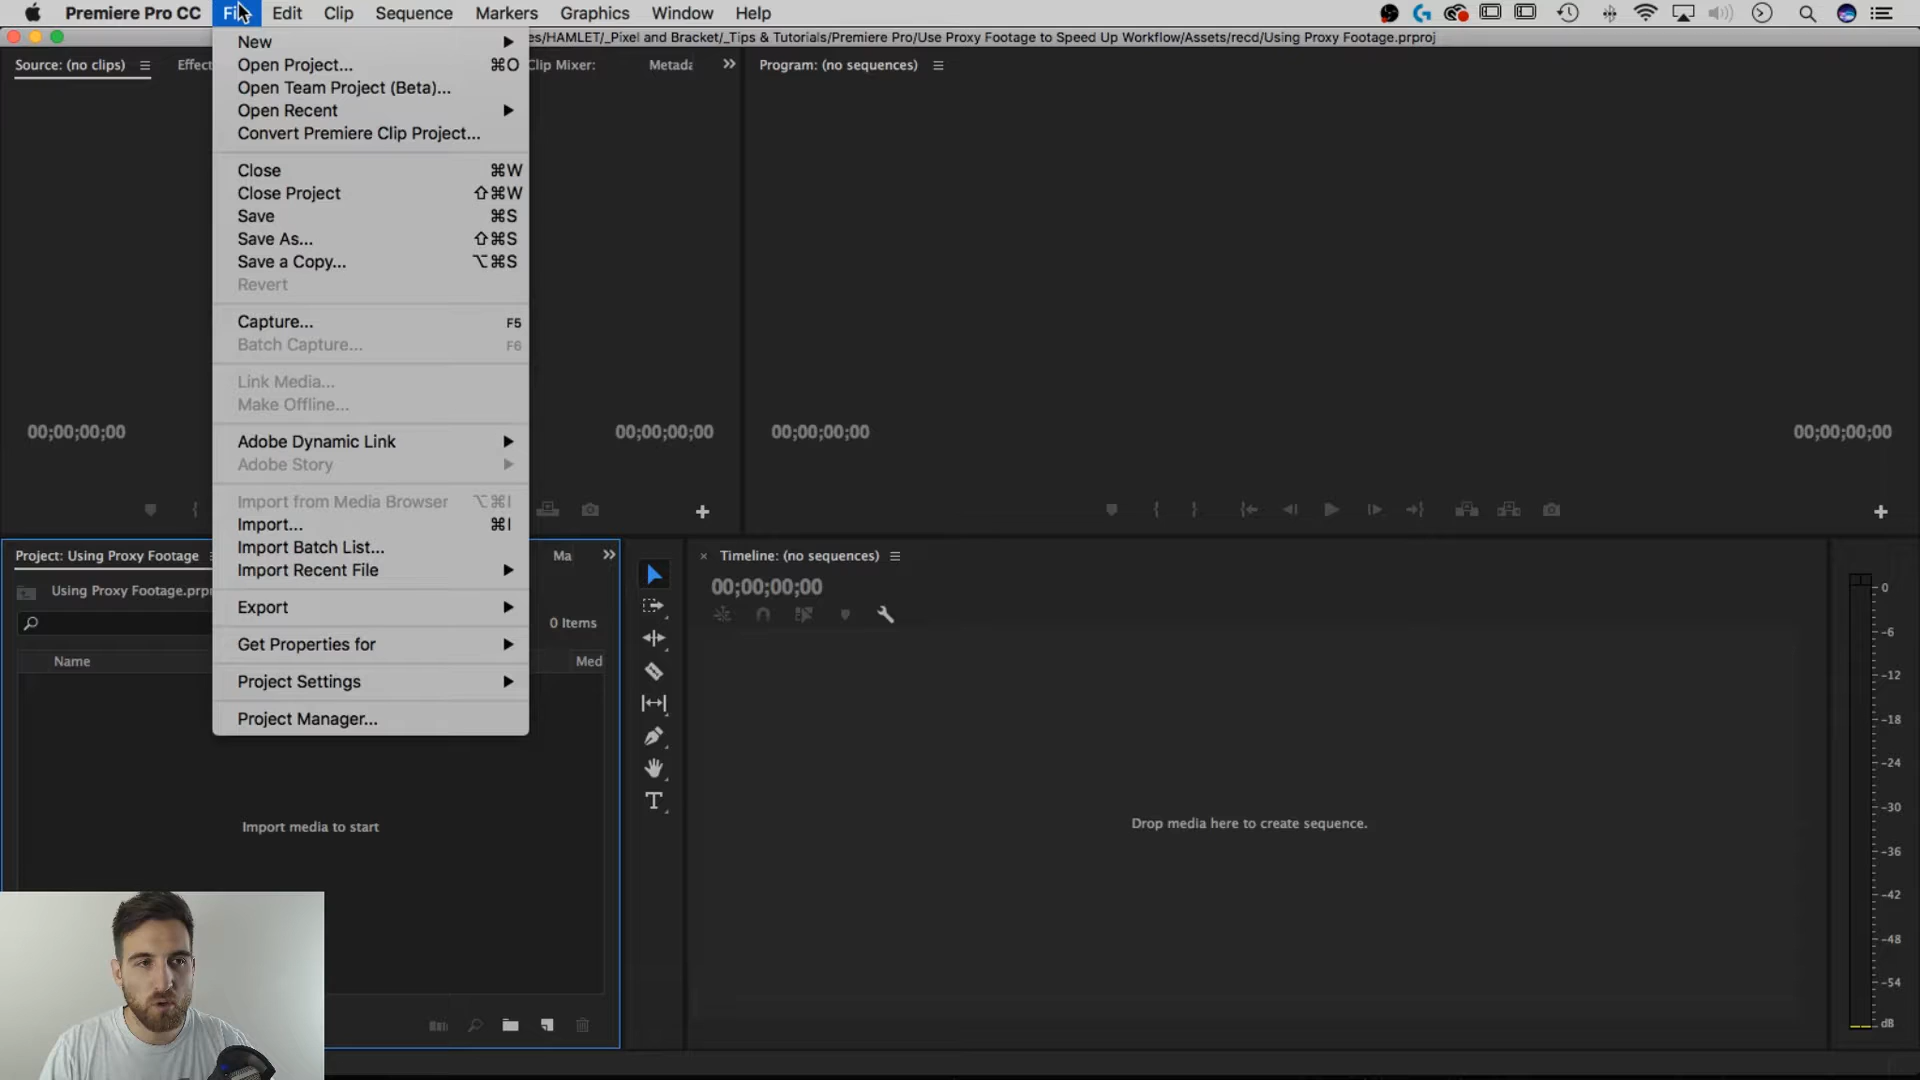 Premiere Pro CC File Edit Clip Sequence Markers Graphics Window Help
es/HAMLET/_Pixel and Bracket/_Tips & Tutorials/Premiere Pro/Use Proxy Footage to Speed Up Workflow/Assets/recd/Using Proxy Footage.prproj
Source: (no clips) Effect Clip Mixer: Metada Program: (no sequences)
New
Open Project... ⌘O
Open Team Project (Beta)...
Open Recent
Convert Premiere Clip Project...
Close ⌘W
Close Project ⇧⌘W
Save ⌘S
Save As... ⇧⌘S
Save a Copy... ⌥⌘S
Revert
Capture... F5
Batch Capture... F6
Link Media...
Make Offline...
Adobe Dynamic Link
Adobe Story
Import from Media Browser ⌥⌘I
Import... ⌘I
Import Batch List...
Import Recent File
Export
Get Properties for
Project Settings
Project Manager...
00;00;00;00 00;00;00;00 00;00;00;00 00;00;00;00
Project: Using Proxy Footage Ma
Using Proxy Footage.prp
0 Items
Name Med
Import media to start
Timeline: (no sequences)
00;00;00;00
Drop media here to create sequence.
0
-6
-12
-18
-24
-30
-36
-42
-48
-54
dB